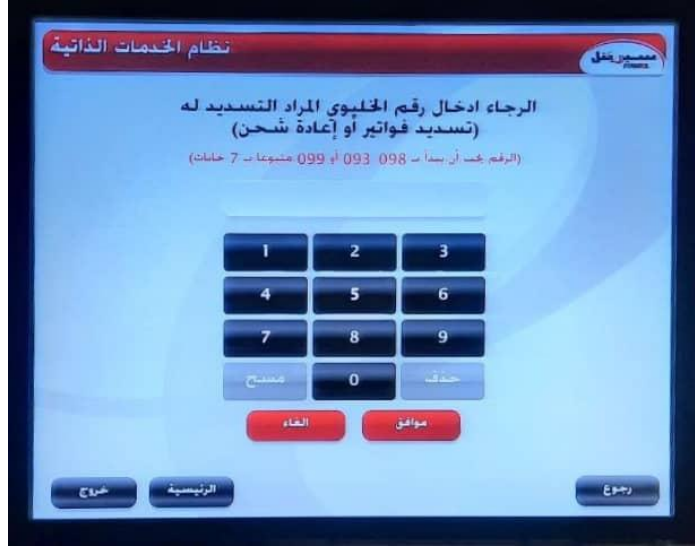 نظام الخدمات الذاتية
سيريتل
الرجاء ادخال رقم الخليوي المراد التسديد له
(تسديد فواتير أو إعادة شحن)
(الرقم يجب أن يبدأ بـ 098 093 أو 099 متبوعا بـ 7 خانات)
1 2 3
4 5 6
7 8 9
مسح 0 حذف
الغاء موافق
خروج الرئيسية رجوع